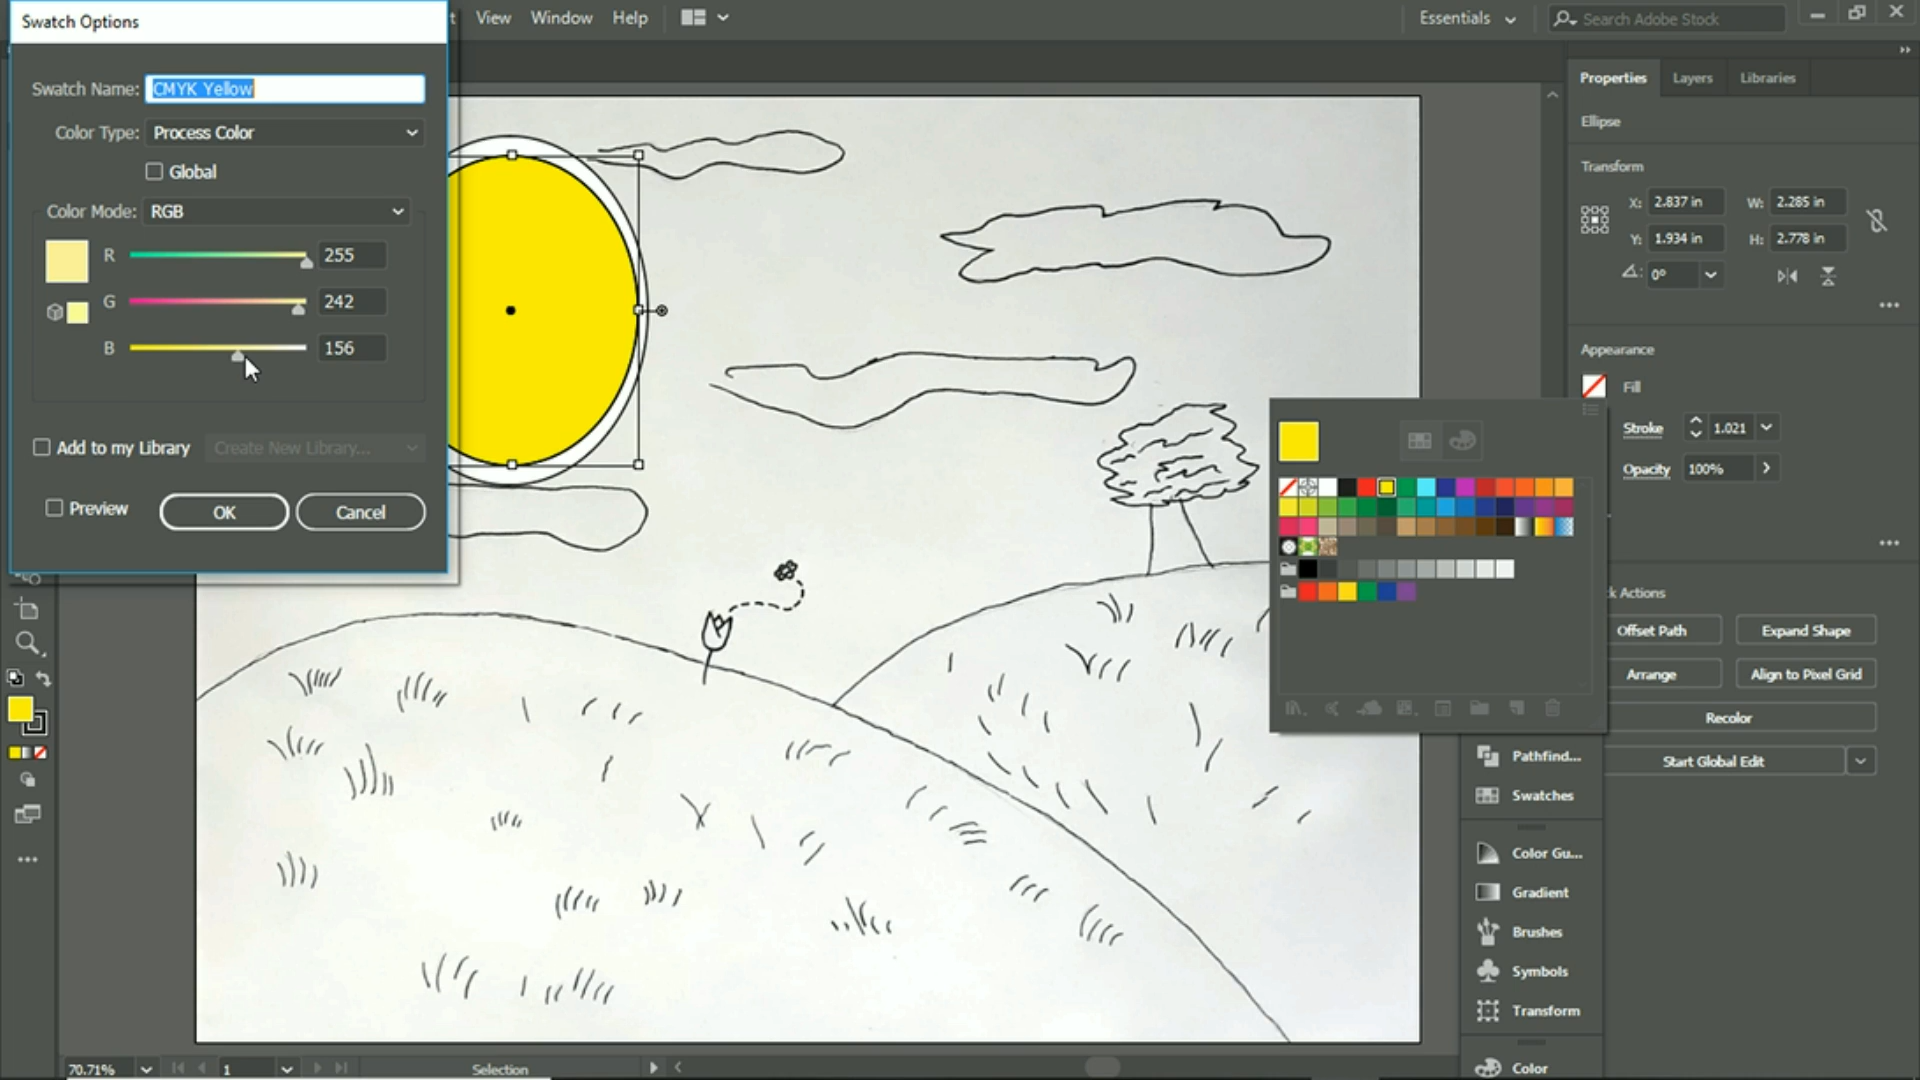 Swatch Options
t View Window Help
Essentials
Search Adobe Stock
Swatch Name: CMYK Yellow
Color Type: Process Color
Global
Color Mode: RGB
R 255
G 242
B 156
Add to my Library
Create New Library...
Preview
OK
Cancel
Properties
Layers
Libraries
Ellipse
Transform
X: 2.837 in
W: 2.285 in
Y: 1.934 in
H: 2.778 in
0°
Appearance
Fill
Stroke
1.021
Opacity
100%
k Actions
Offset Path
Expand Shape
Arrange
Align to Pixel Grid
Recolor
Start Global Edit
Pathfind...
Swatches
Color Gu...
Gradient
Brushes
Symbols
Transform
Color
70.71%
1
Selection